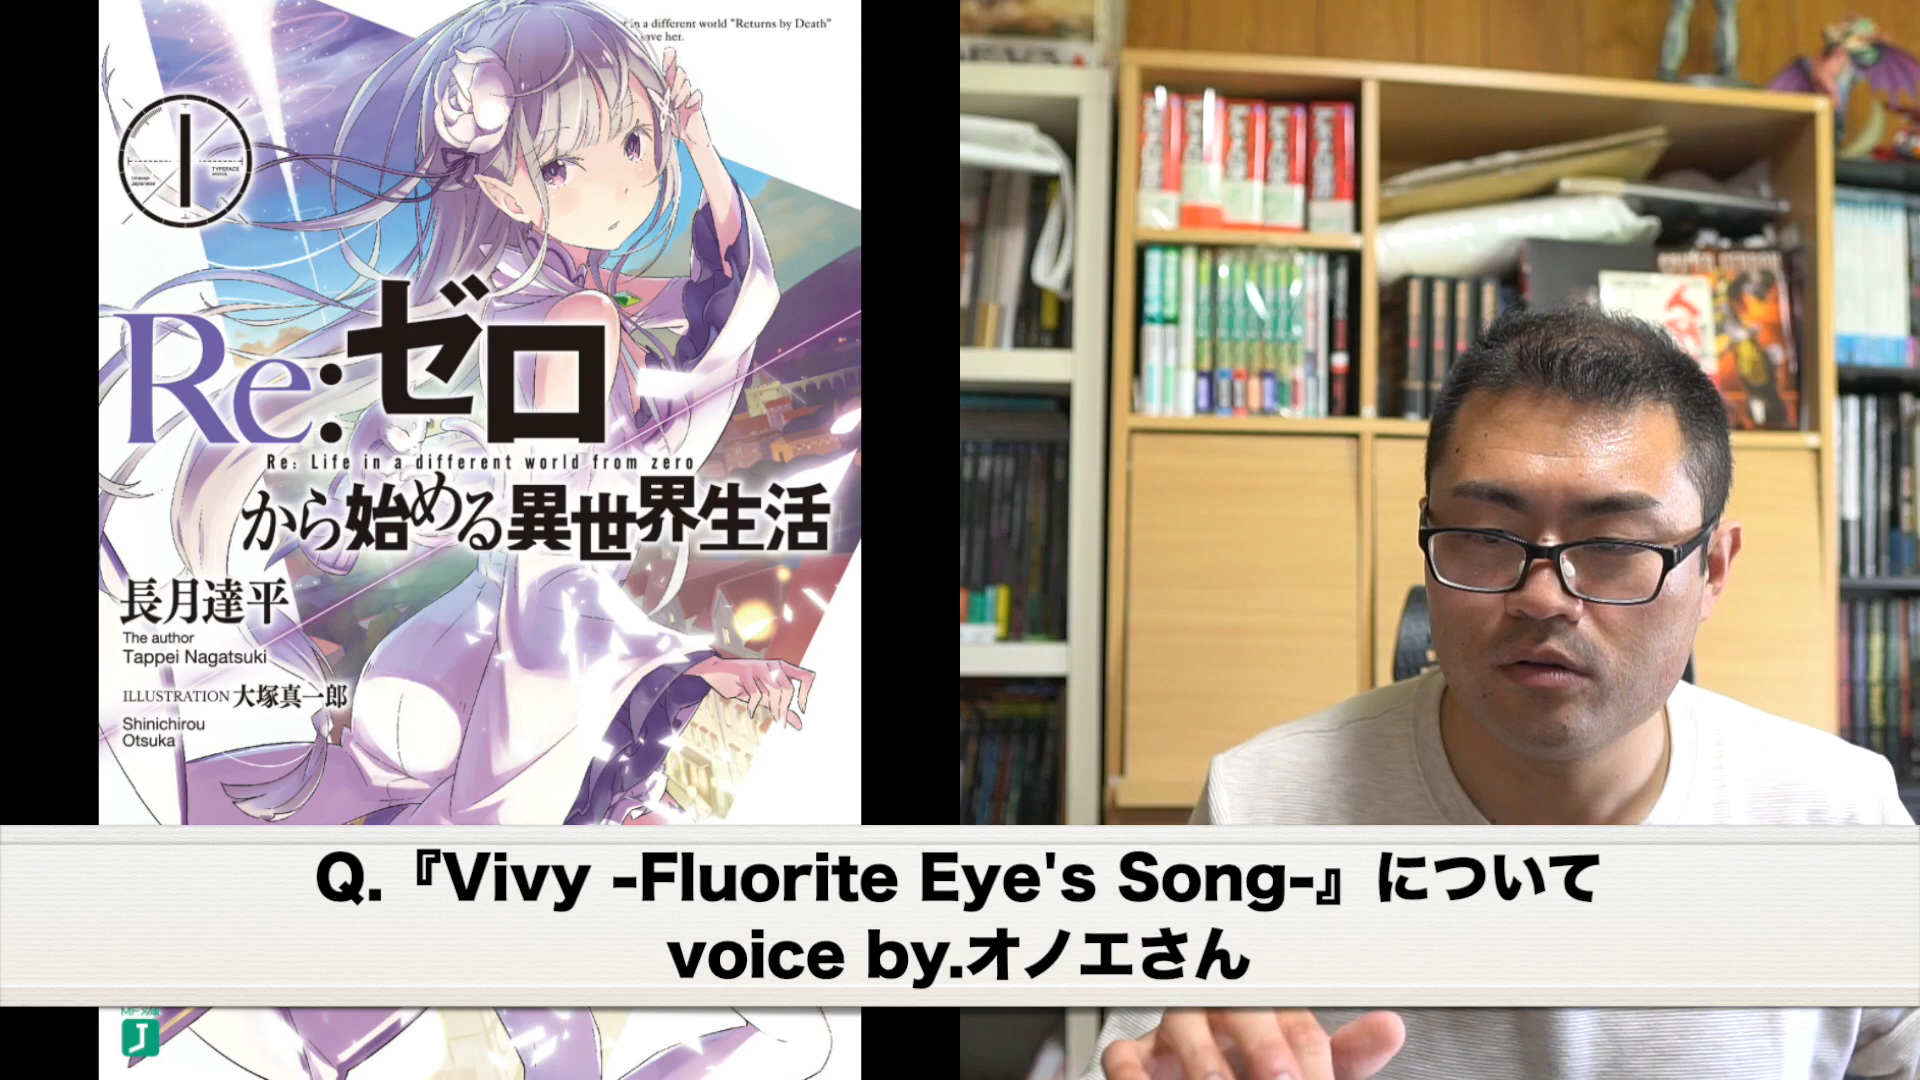 t in a different world "Returns by Death"
save her.
TYPEFACE
Japanese
Re:ゼロ
Re: Life in a different world from zero
から始める異世界生活
長月達平
The author
Tappei Nagatsuki
ILLUSTRATION 大塚真一郎
Shinichirou
Otsuka
Q.『Vivy -Fluorite Eye's Song-』について
voice by.オノエさん
J